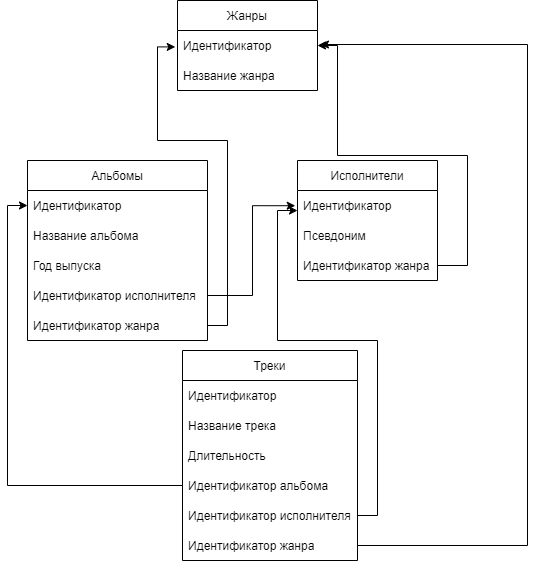 Жанры
Идентификатор
Название жанра
Альбомы
Идентификатор
Название альбома
Год выпуска
Идентификатор исполнителя
Идентификатор жанра
Исполнители
Идентификатор
Псевдоним
Идентификатор жанра
Треки
Идентификатор
Название трека
Длительность
Идентификатор альбома
Идентификатор исполнителя
Идентификатор жанра